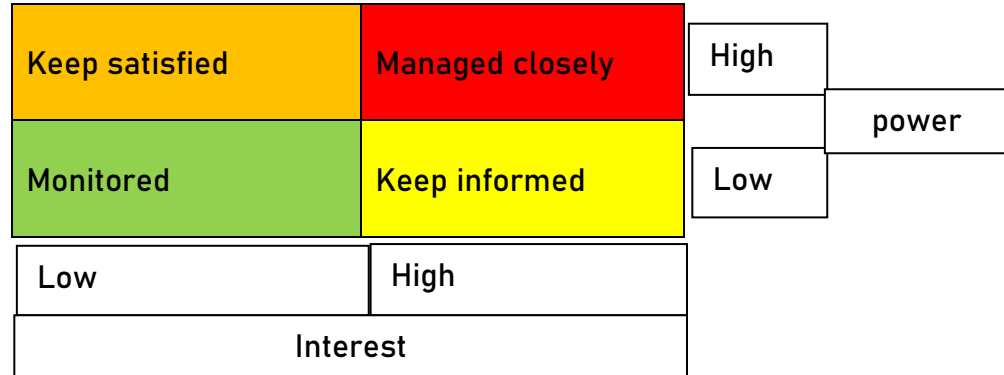 Keep satisfied
Managed closely
High
power
Monitored
Keep informed
Low
Low
High
Interest